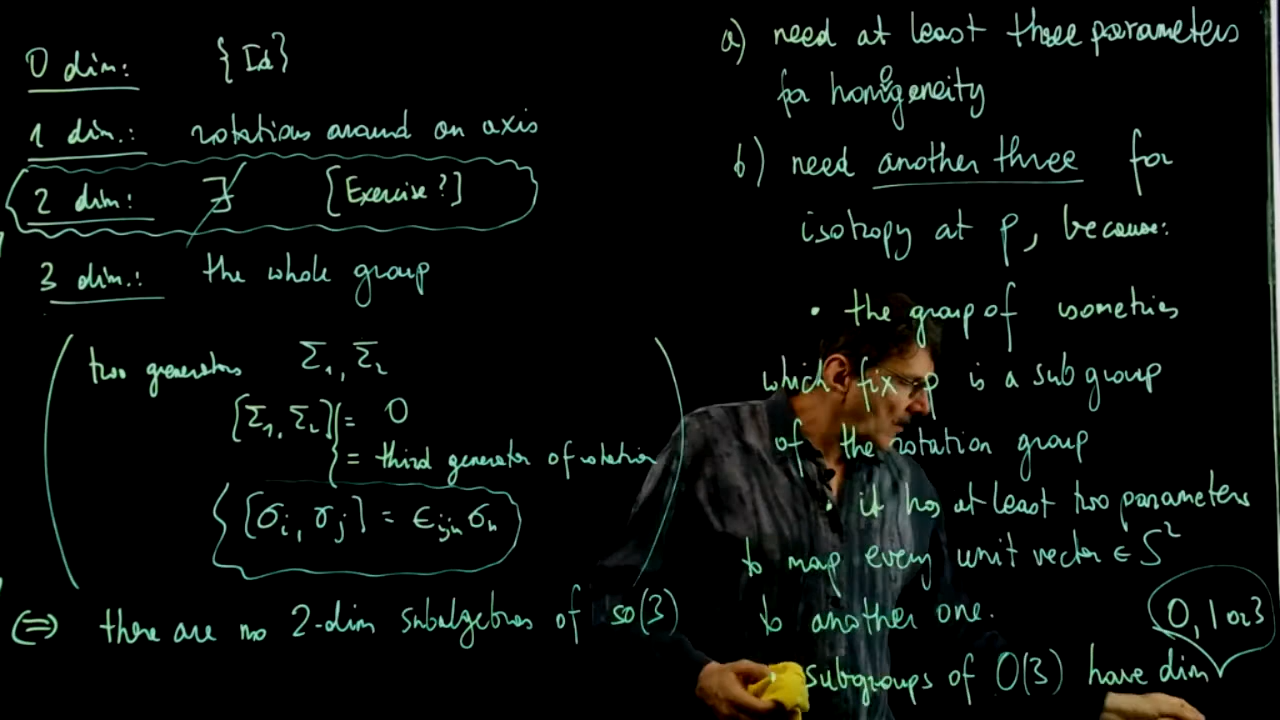 0 dim: {Id}
1 dim.: rotations around an axis
2 dim: ∄ [Exercise?]
3 dim.: the whole group
two generators Σ₁, Σ₂
[Σ₁, Σ₂] = 0
= third generator of rotation
[σᵢ, σⱼ] = ϵᵢⱼₖ σₖ
⇔ there are no 2-dim subalgebras of so(3)
a) need at least three parameters
for homogeneity
b) need another three for
isotropy at p, because:
• the group of isometries
which fix p is a subgroup
of the rotation group
• it has at least two parameters
to map every unit vector ∈ S²
to another one.
0, 1 or 3
• subgroups of O(3) have dim